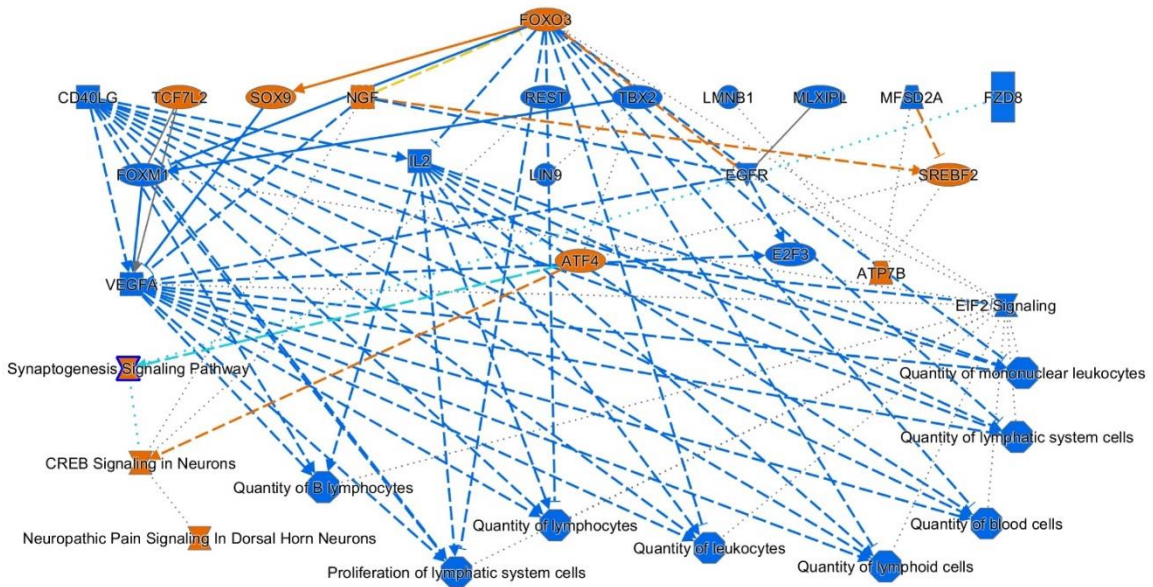 FOXO3
CD40LG
TCF7L2
SOX9
NGF
REST
TBX2
LMNB1
MLXIPL
MFSD2A
FZD8
FOXM1
IL2
LIN9
EGFR
SREBF2
VEGFA
ATF4
E2F3
ATP7B
EIF2 Signaling
Synaptogenesis Signaling Pathway
Quantity of mononuclear leukocytes
Quantity of lymphatic system cells
CREB Signaling in Neurons
Quantity of B lymphocytes
Quantity of lymphocytes
Quantity of blood cells
Neuropathic Pain Signaling In Dorsal Horn Neurons
Quantity of leukocytes
Quantity of lymphoid cells
Proliferation of lymphatic system cells